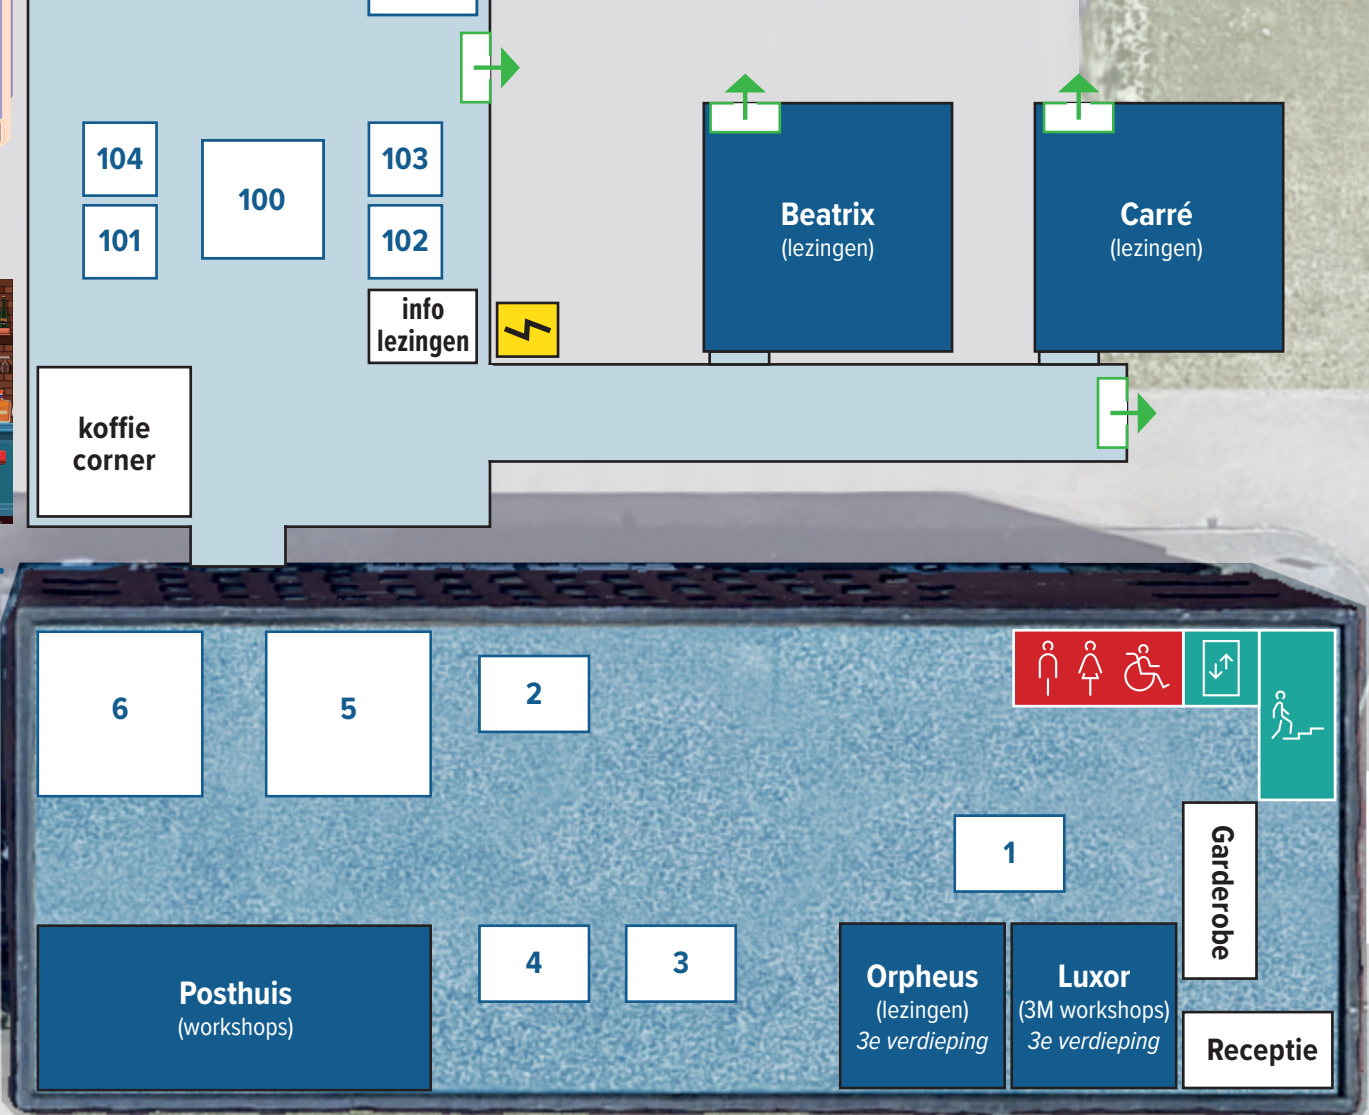 104
100
103
101
102
info
lezingen
koffie
corner
Beatrix
(lezingen)
Carré
(lezingen)
6
5
2
1
Garderobe
4
3
Posthuis
(workshops)
Orpheus
(lezingen)
3e verdieping
Luxor
(3M workshops)
3e verdieping
Receptie